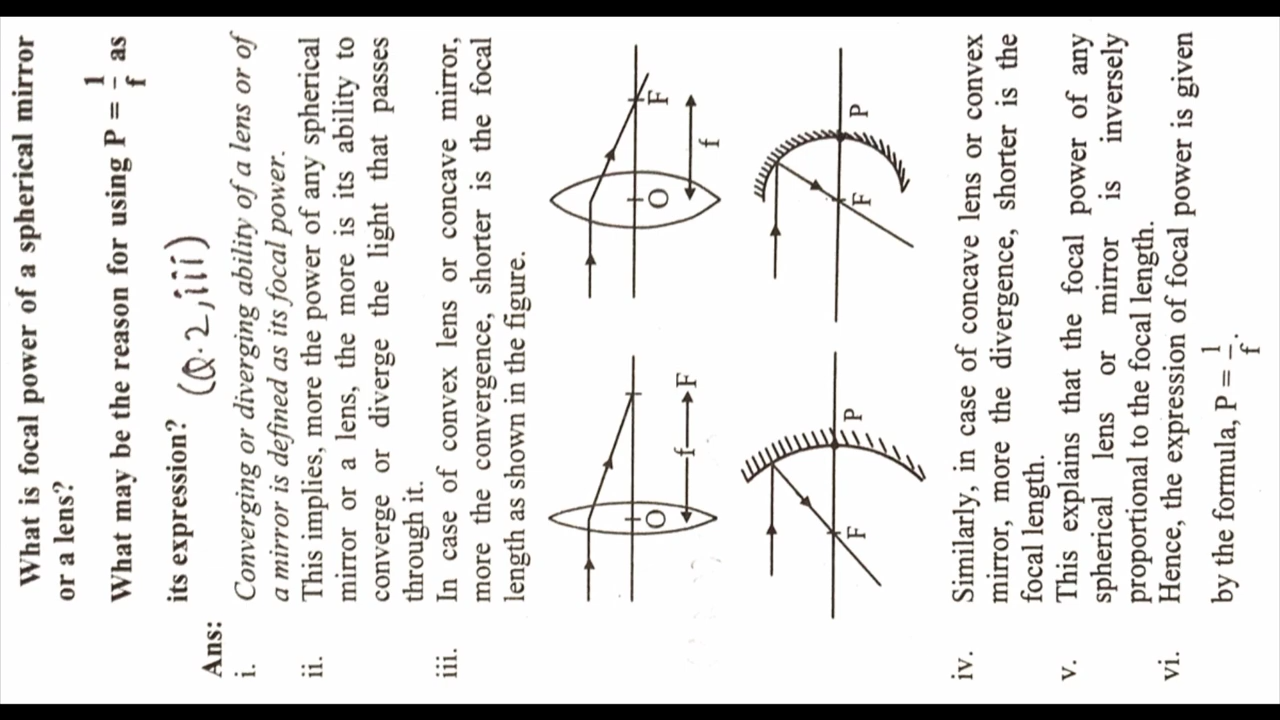 What is focal power of a spherical mirror
or a lens?
What may be the reason for using P = 1/f as
its expression? (Q.2,iii)
Ans:
i. Converging or diverging ability of a lens or of
a mirror is defined as its focal power.
ii. This implies, more the power of any spherical
mirror or a lens, the more is its ability to
converge or diverge the light that passes
through it.
iii. In case of convex lens or concave mirror,
more the convergence, shorter is the focal
length as shown in the figure.
O f F
O F
f
F P
F P
iv. Similarly, in case of concave lens or convex
mirror, more the divergence, shorter is the
focal length.
v. This explains that the focal power of any
spherical lens or mirror is inversely
proportional to the focal length.
vi. Hence, the expression of focal power is given
by the formula, P = 1/f.